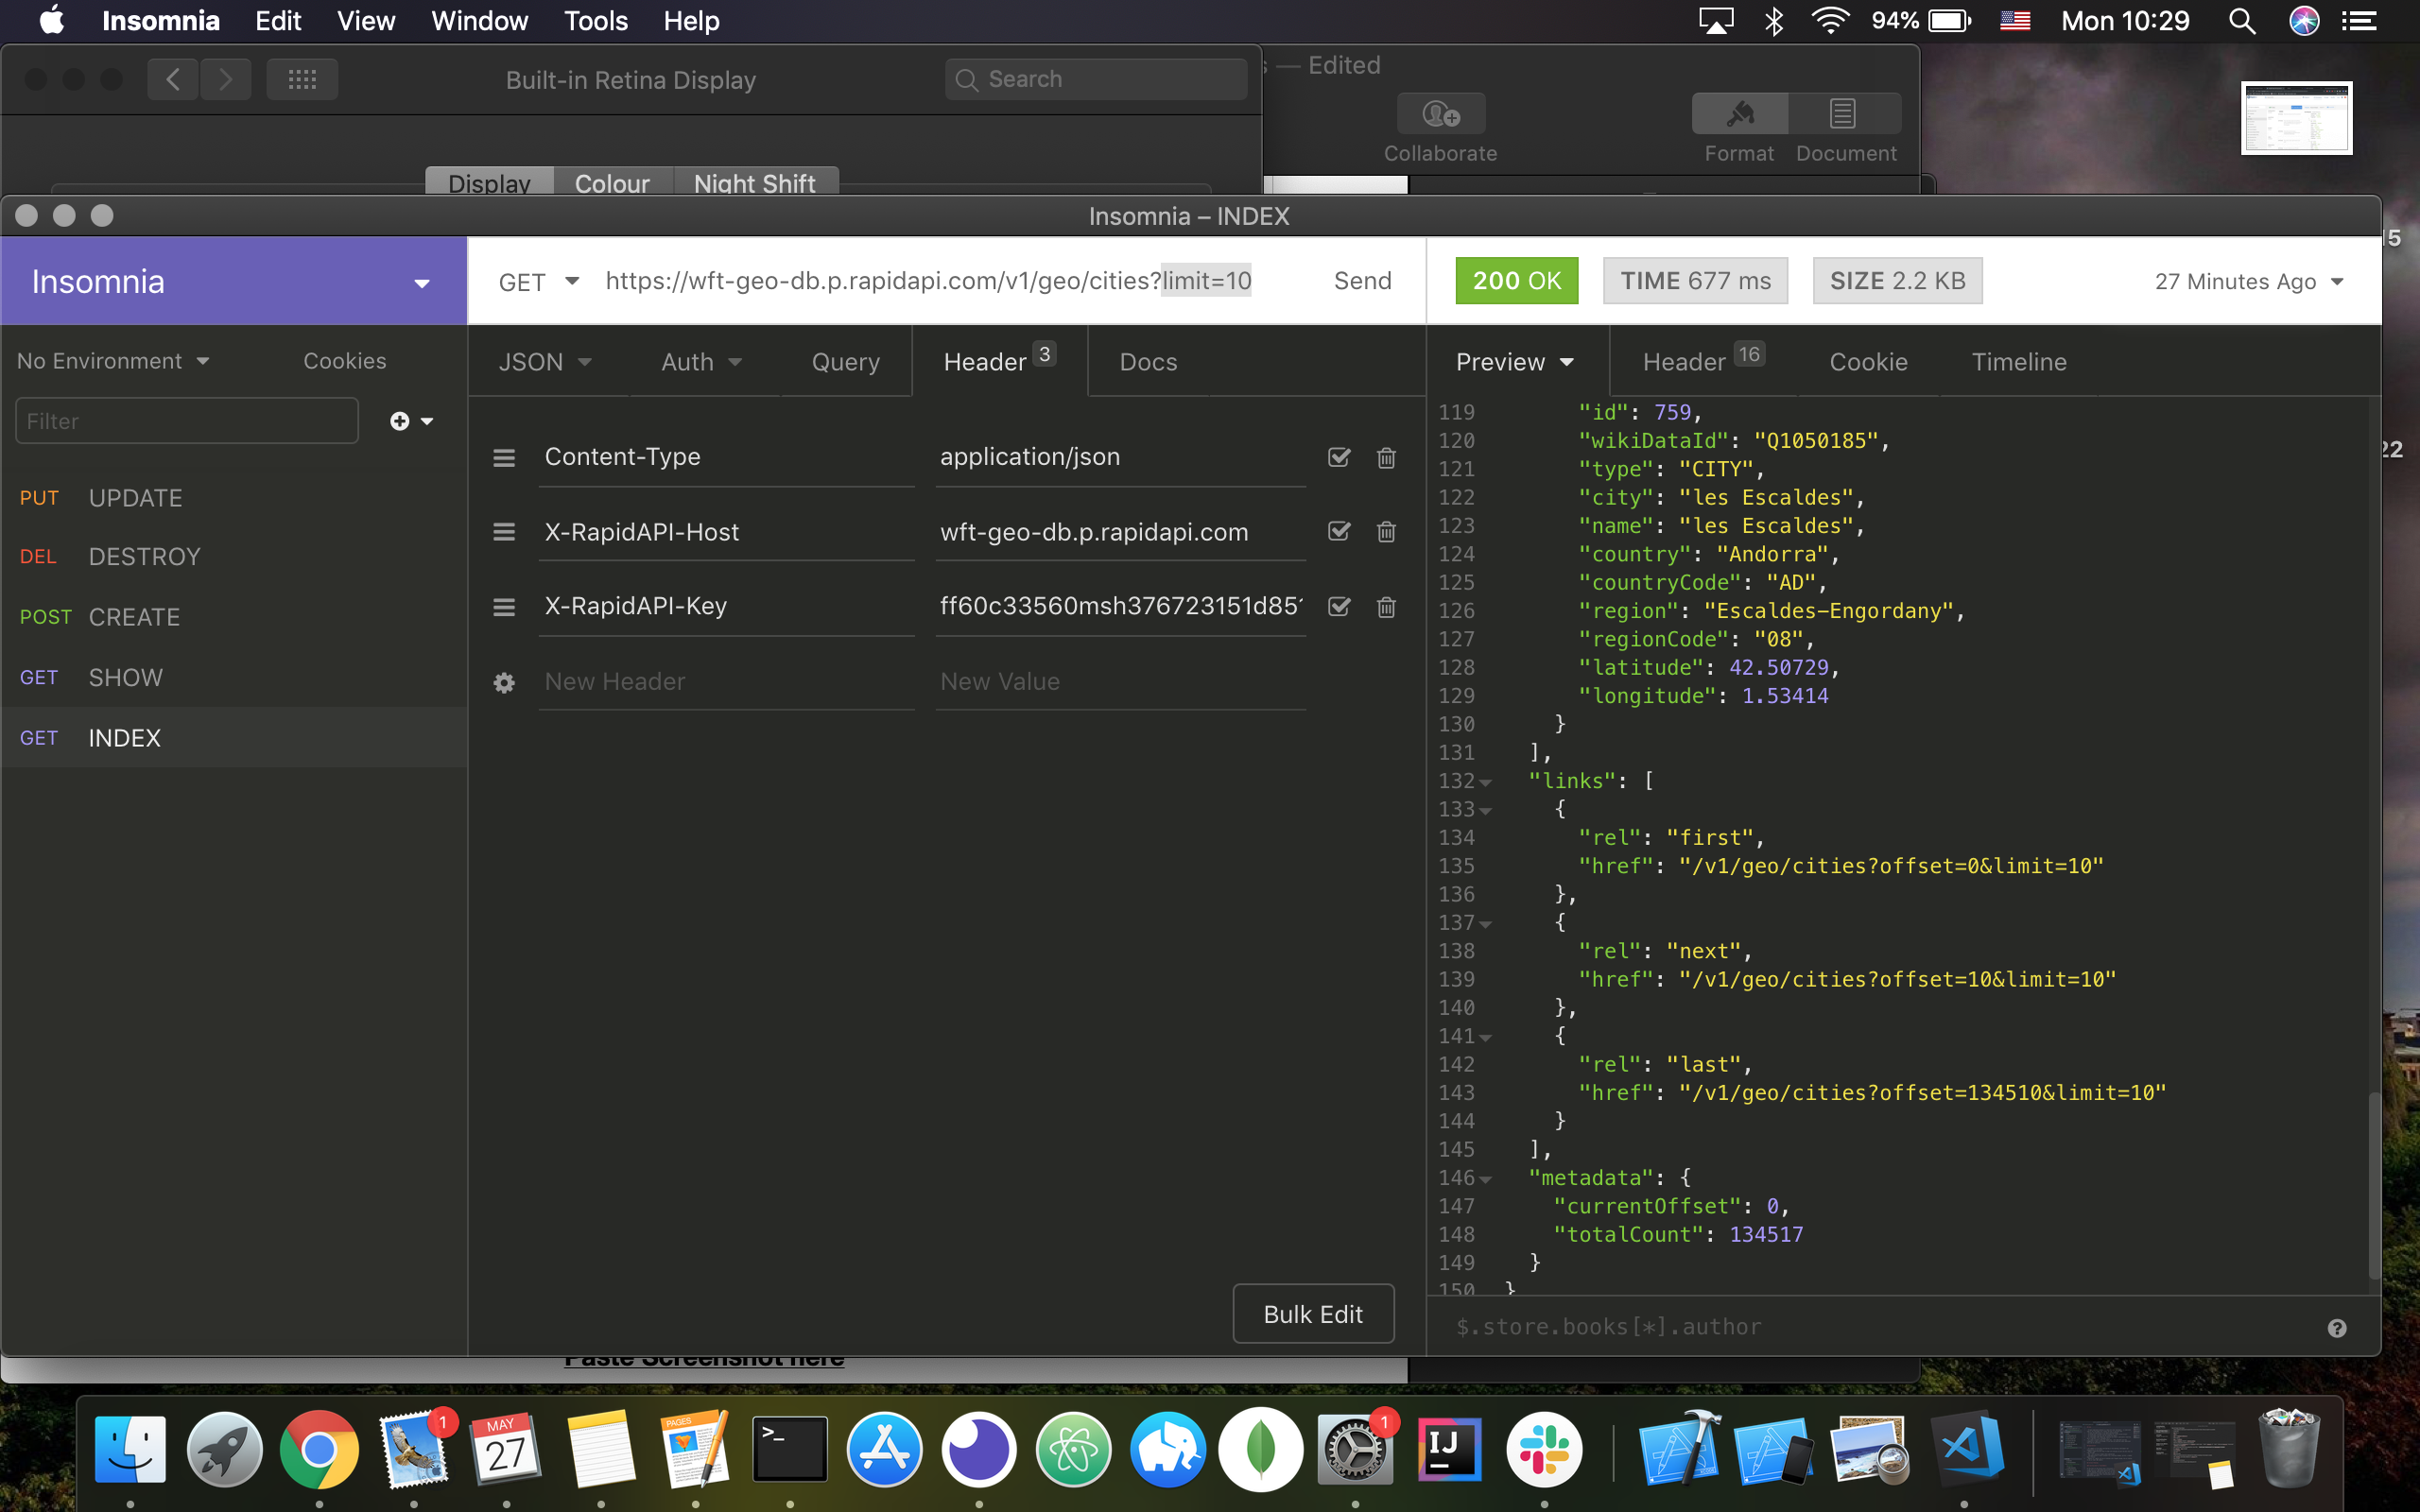 Insomnia Edit View Window Tools Help 94% Mon 10:29
Built-in Retina Display Search — Edited
Collaborate Format Document
Display Colour Night Shift
Insomnia – INDEX
15
22
Insomnia
GET https://wft-geo-db.p.rapidapi.com/v1/geo/cities?limit=10 Send
200 OK TIME 677 ms SIZE 2.2 KB 27 Minutes Ago
No Environment Cookies
Filter
PUT UPDATE
DEL DESTROY
POST CREATE
GET SHOW
GET INDEX
JSON Auth Query Header 3 Docs
Content-Type application/json
X-RapidAPI-Host wft-geo-db.p.rapidapi.com
X-RapidAPI-Key ff60c33560msh376723151d85
New Header New Value
Bulk Edit
Preview Header 16 Cookie Timeline
119 "id": 759,
120 "wikiDataId": "Q1050185",
121 "type": "CITY",
122 "city": "les Escaldes",
123 "name": "les Escaldes",
124 "country": "Andorra",
125 "countryCode": "AD",
126 "region": "Escaldes-Engordany",
127 "regionCode": "08",
128 "latitude": 42.50729,
129 "longitude": 1.53414
130 }
131 ],
132 "links": [
133 {
134 "rel": "first",
135 "href": "/v1/geo/cities?offset=0&limit=10"
136 },
137 {
138 "rel": "next",
139 "href": "/v1/geo/cities?offset=10&limit=10"
140 },
141 {
142 "rel": "last",
143 "href": "/v1/geo/cities?offset=134510&limit=10"
144 }
145 ],
146 "metadata": {
147 "currentOffset": 0,
148 "totalCount": 134517
149 }
150 }
$.store.books[*].author
Paste Screenshot here
1 MAY 27 PAGES >_ 1 IJ